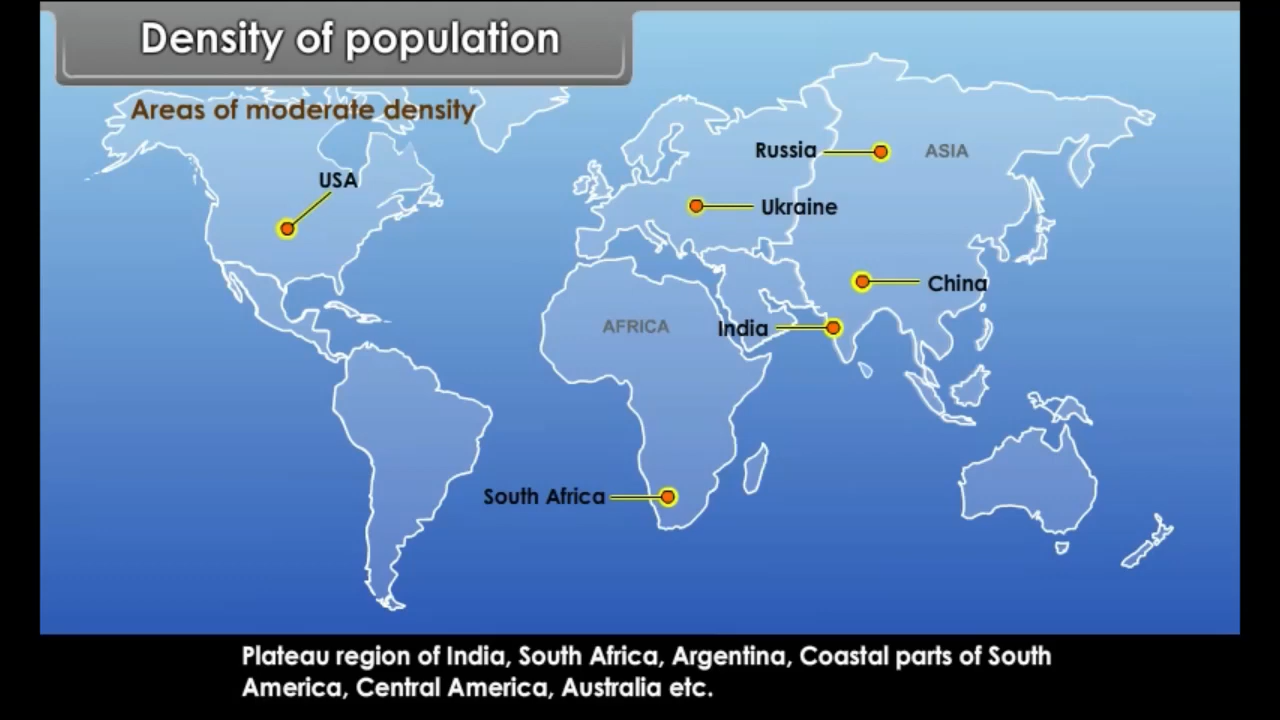 Density of population
Areas of moderate density
Russia
ASIA
USA
Ukraine
China
AFRICA
India
South Africa
Plateau region of India, South Africa, Argentina, Coastal parts of South
America, Central America, Australia etc.